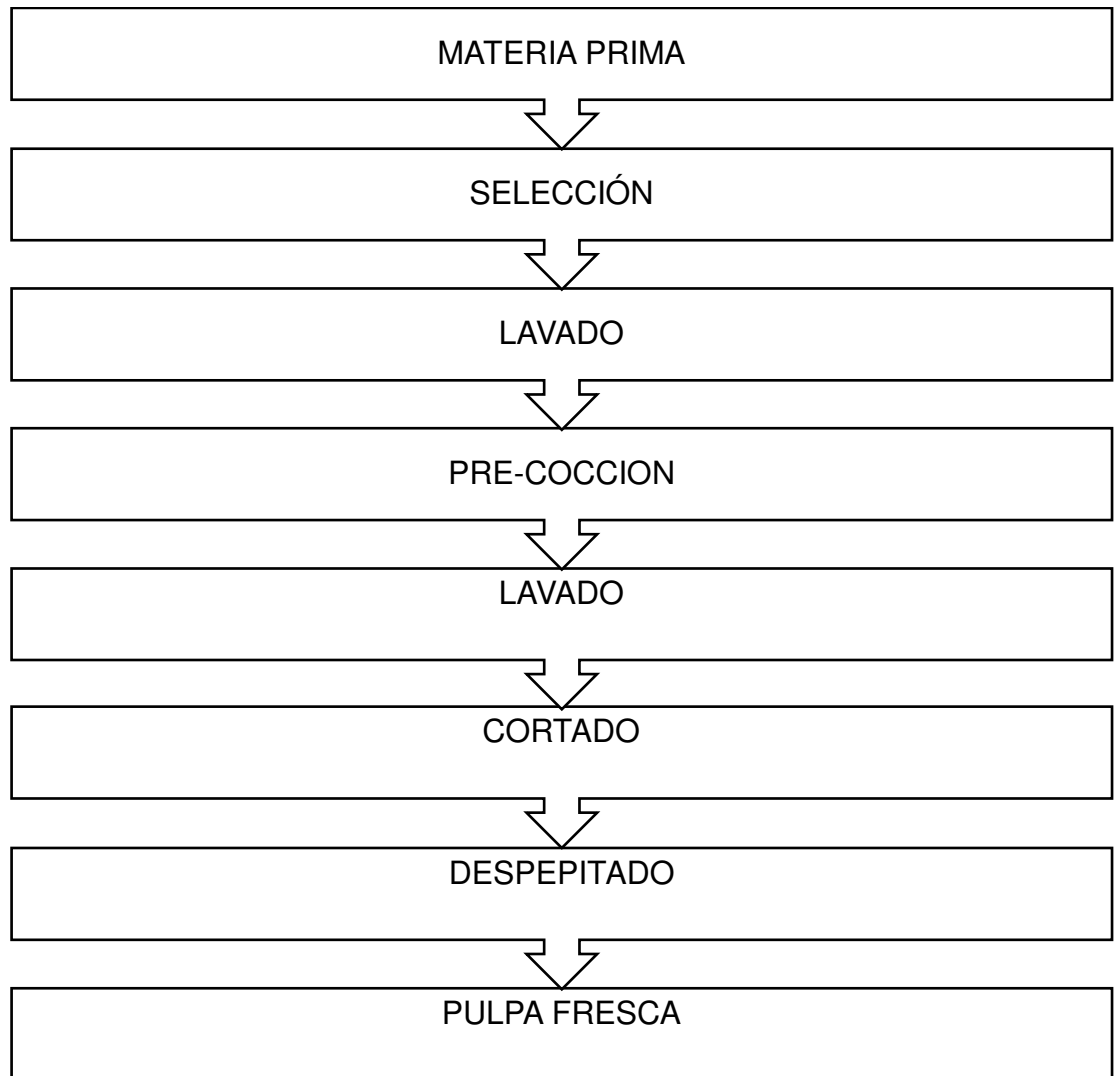 MATERIA PRIMA
SELECCIÓN
LAVADO
PRE-COCCION
LAVADO
CORTADO
DESPEPITADO
PULPA FRESCA